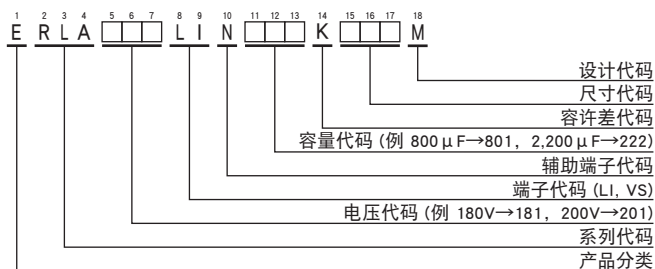 1 2 3 4 5 6 7 8 9 10 11 12 13 14 15 16 17 18
E R L A L I N K M
设计代码
尺寸代码
容许差代码
容量代码 (例 800μF→801, 2,200μF→222)
辅助端子代码
端子代码 (LI, VS)
电压代码 (例 180V→181, 200V→201)
系列代码
产品分类